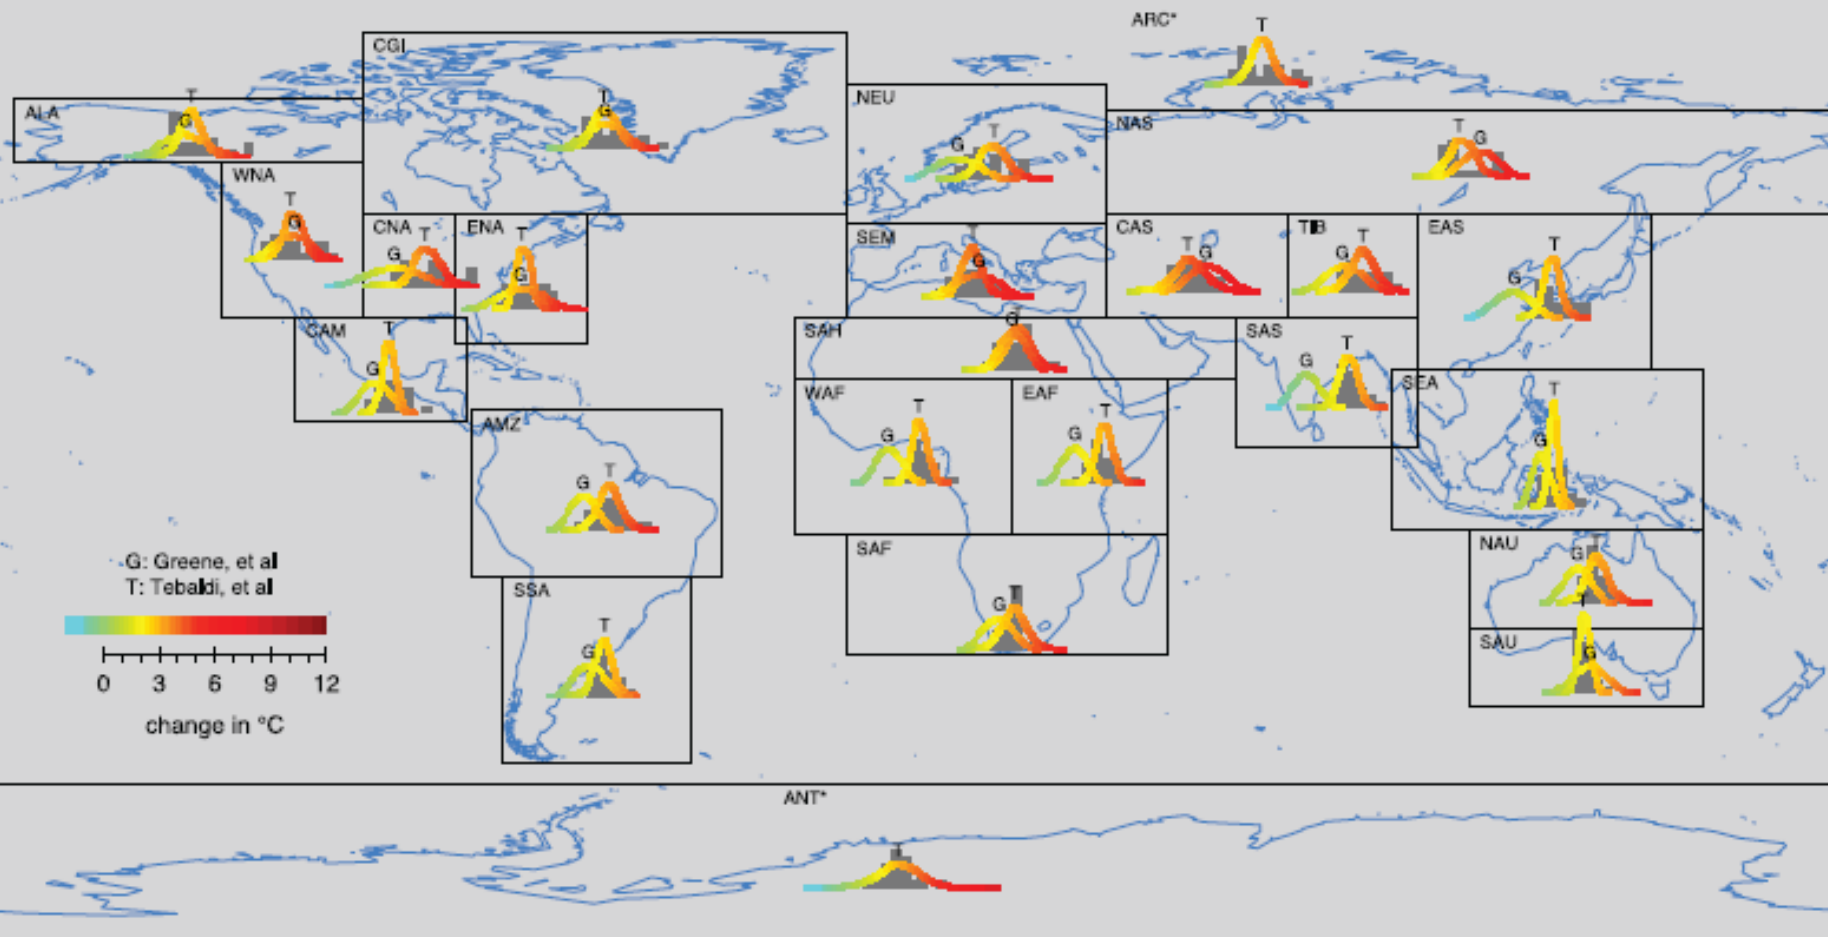 ARC*
T
CGI
T
G
ALA
T
G
NEU
G
T
NAS
T
G
WNA
T
G
CNA
G
T
ENA
T
G
SEM
T
G
CAS
T
G
TIB
G
T
EAS
G
T
CAM
T
G
SAH
G
SAS
G
T
WAF
G
T
EAF
G
T
SEA
T
G
AMZ
G
T
SAF
G
T
NAU
G
T
SSA
G
T
SAU
T
G
G: Greene, et al
T: Tebaldi, et al
0 3 6 9 12
change in °C
ANT*
T